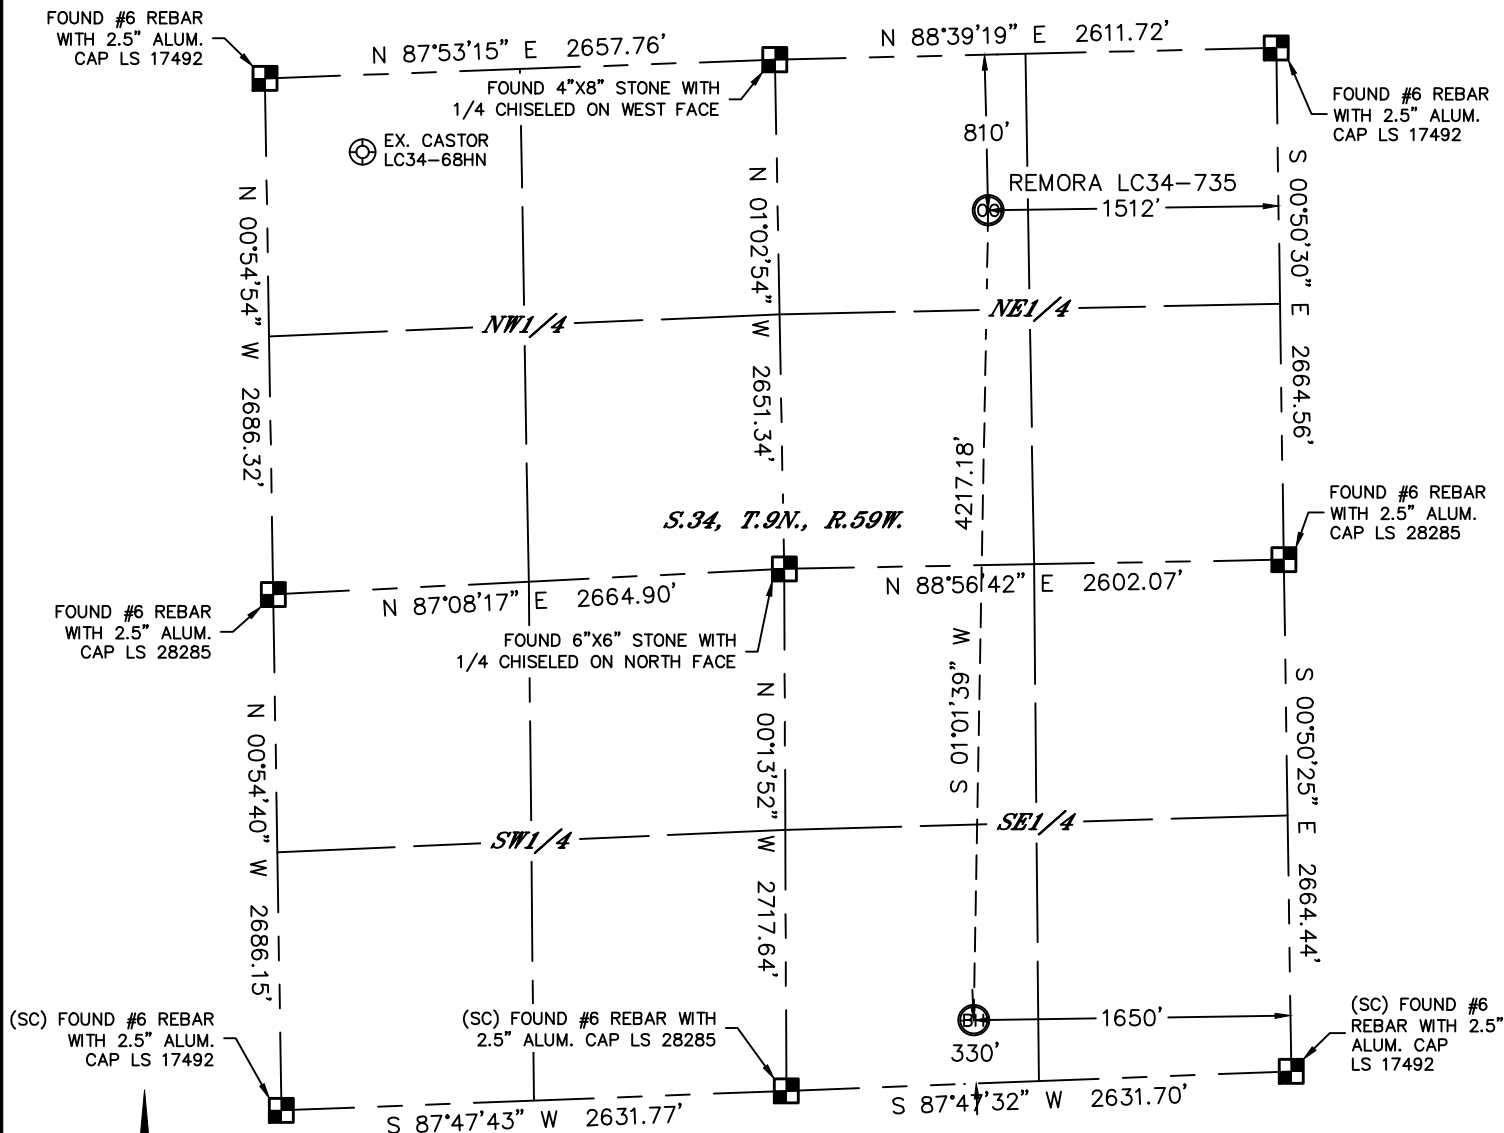 FOUND #6 REBAR
WITH 2.5" ALUM.
CAP LS 17492
N 87°53'15" E 2657.76'
N 88°39'19" E 2611.72'
FOUND 4"X8" STONE WITH
1/4 CHISELED ON WEST FACE
FOUND #6 REBAR
WITH 2.5" ALUM.
CAP LS 17492
EX. CASTOR
LC34-68HN
810'
REMORA LC34-735
OG
1512'
N 00°54'54" W 2686.32'
N 01°02'54" W 2651.34'
S 00°50'30" E 2664.56'
NW1/4
NE1/4
4217.18'
S.34, T.9N., R.59W.
FOUND #6 REBAR
WITH 2.5" ALUM.
CAP LS 28285
N 87°08'17" E 2664.90'
N 88°56'42" E 2602.07'
FOUND #6 REBAR
WITH 2.5" ALUM.
CAP LS 28285
FOUND 6"X6" STONE WITH
1/4 CHISELED ON NORTH FACE
S 01°01'39" W
N 00°54'40" W 2686.15'
N 00°13'52" W 2717.64'
S 00°50'25" E 2664.44'
SW1/4
SE1/4
(SC) FOUND #6 REBAR
WITH 2.5" ALUM.
CAP LS 17492
(SC) FOUND #6 REBAR WITH
2.5" ALUM. CAP LS 28285
BH
1650'
330'
(SC) FOUND #6
REBAR WITH 2.5"
ALUM. CAP
LS 17492
S 87°47'43" W 2631.77'
S 87°47'32" W 2631.70'